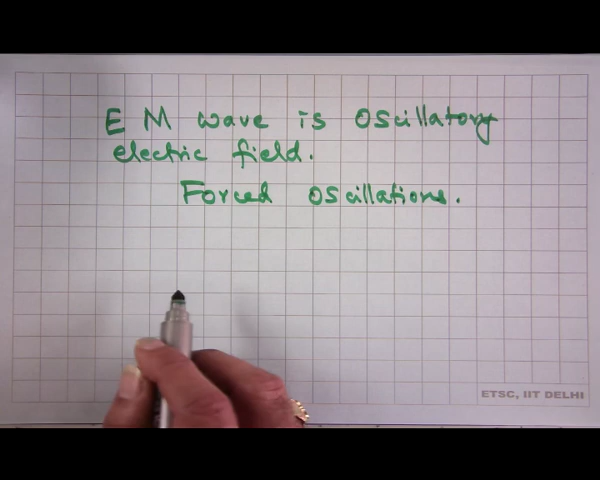 E M wave is oscillatory
electric field.
Forced oscillations.
ETSC, IIT DELHI